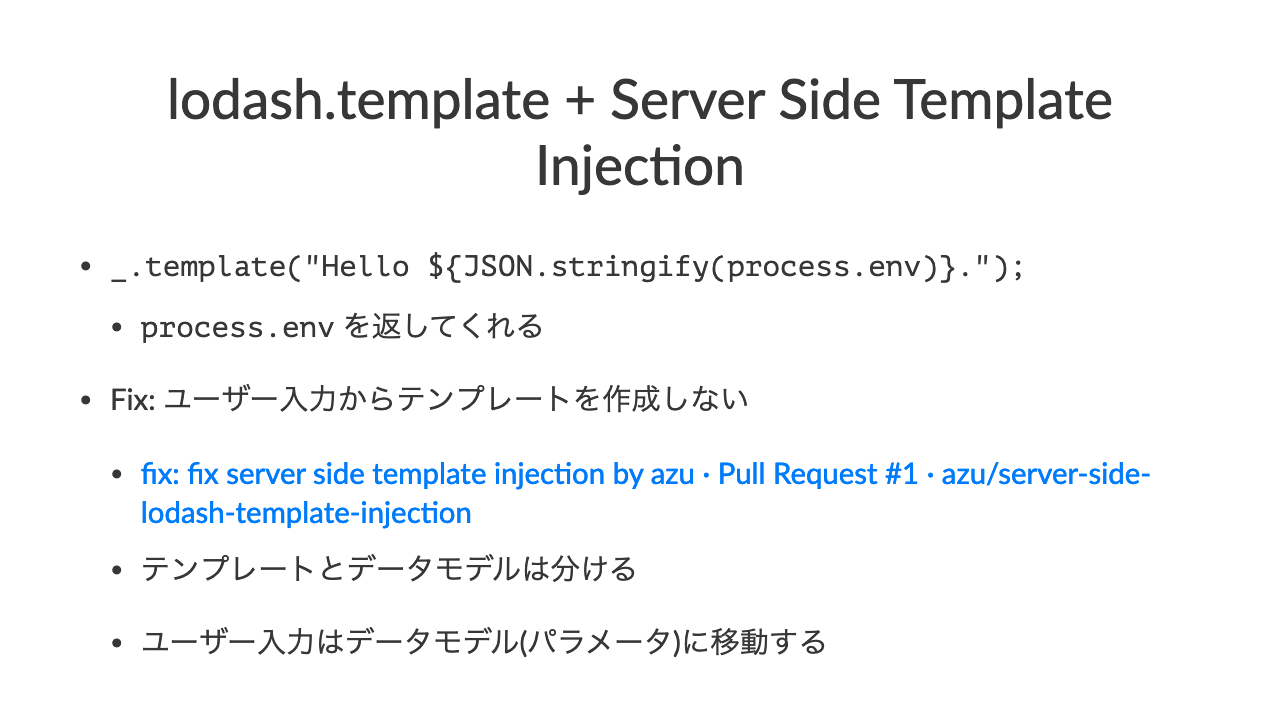 lodash.template + Server Side Template
Injection
• _.template("Hello ${JSON.stringify(process.env)}.");
• process.env を返してくれる
• Fix: ユーザー入力からテンプレートを作成しない
• fix: fix server side template injection by azu · Pull Request #1 · azu/server-side-
lodash-template-injection
• テンプレートとデータモデルは分ける
• ユーザー入力はデータモデル(パラメータ)に移動する